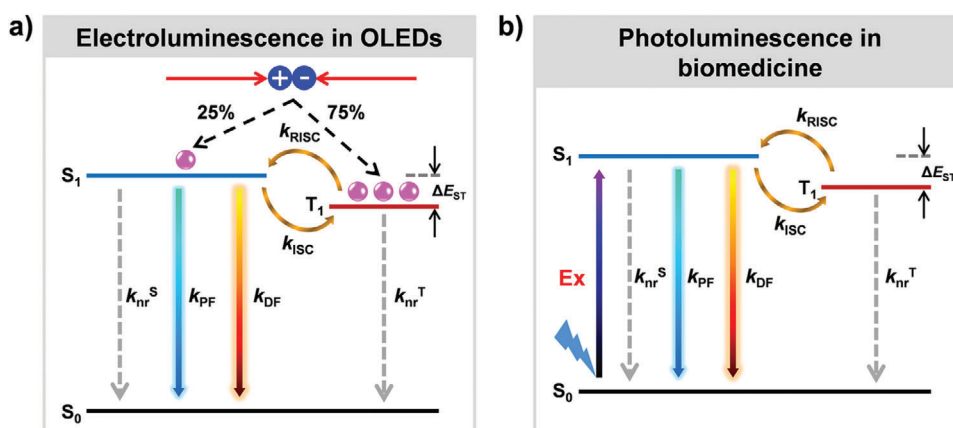 a)
Electroluminescence in OLEDs
+ -
25% 75%
kRISC
S1
T1
ΔEST
kISC
knrS kPF kDF knrT
S0
b)
Photoluminescence in
biomedicine
kRISC
S1
T1
ΔEST
kISC
Ex knrS kPF kDF knrT
S0